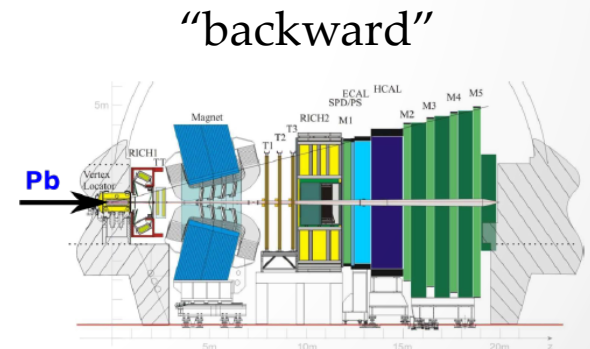 “backward”
ECAL HCAL
SPD/PS
M5
M4
M3
M2
M1
RICH2
T3
T2
T1
Magnet
5m
RICH1
TT
Vertex
Locator
Pb
5m
10m
15m
20m
z